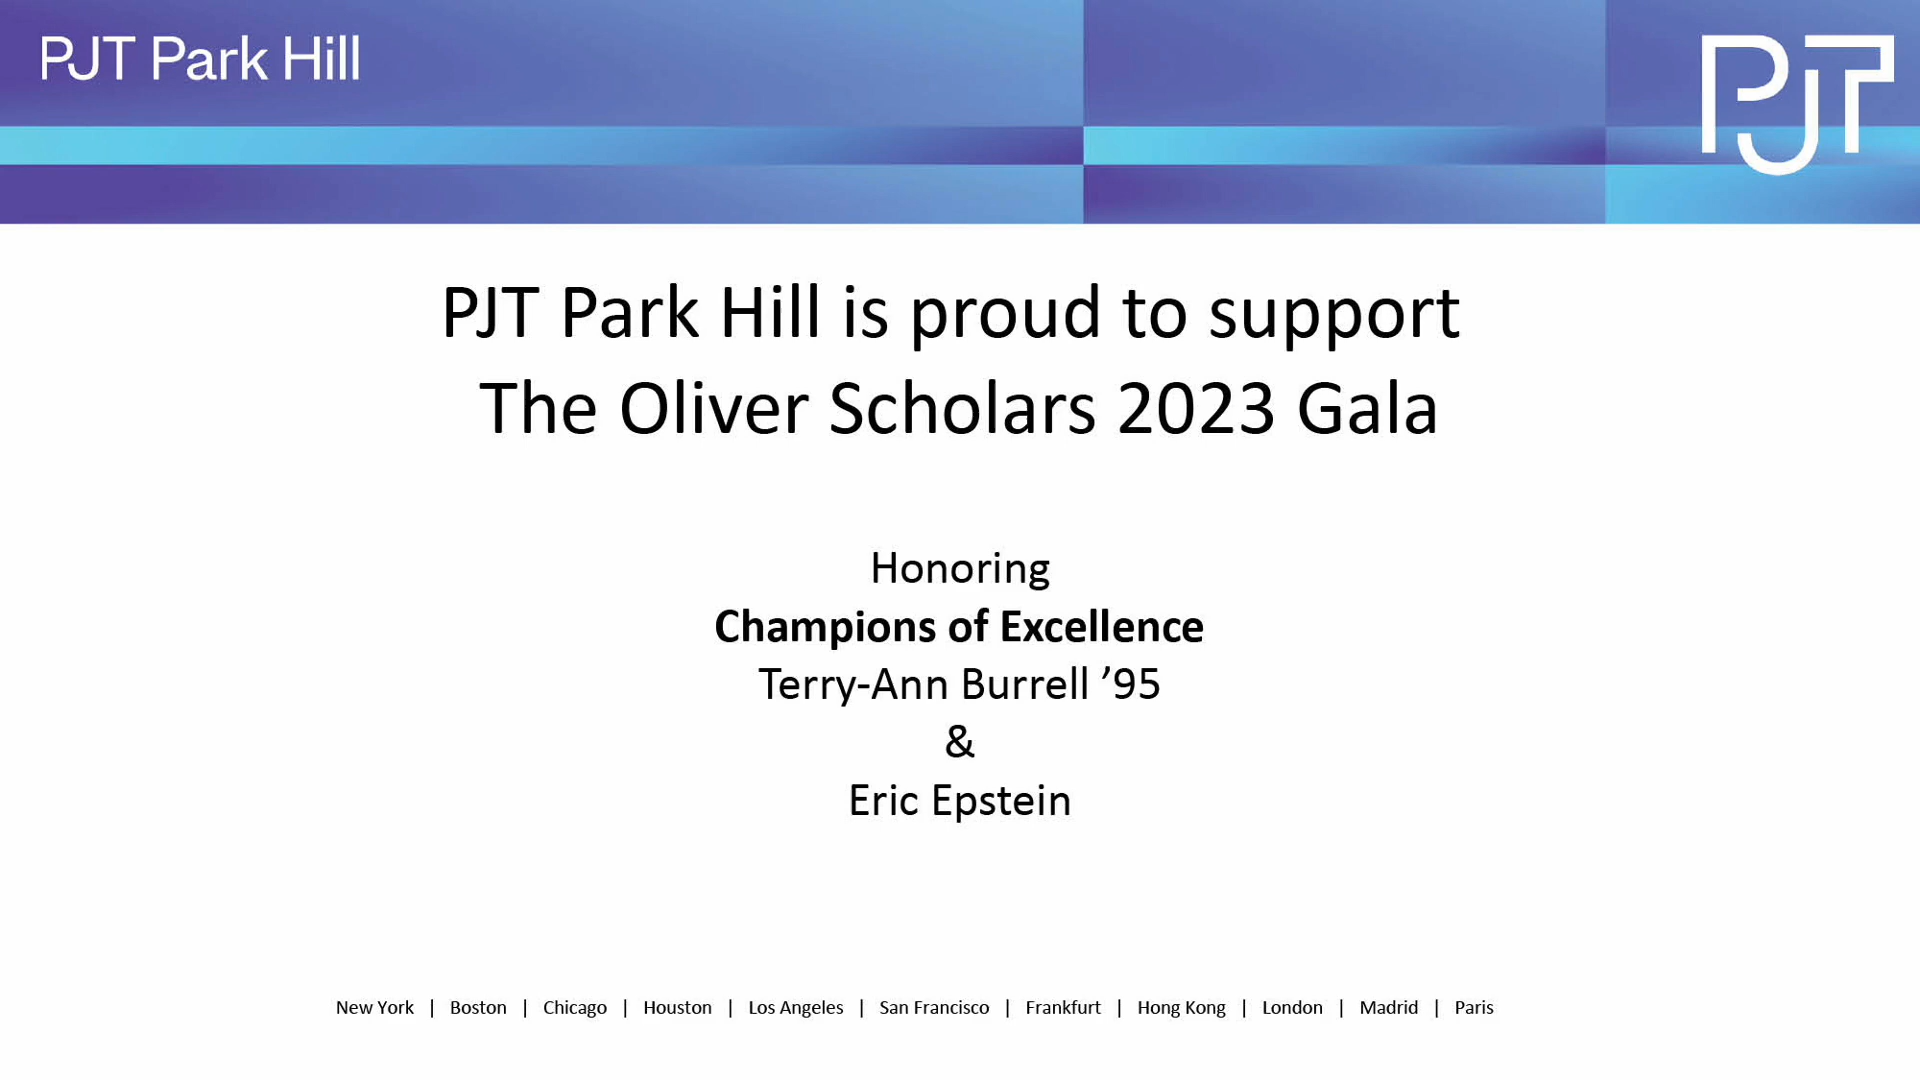 PJT Park Hill
PJT
PJT Park Hill is proud to support
The Oliver Scholars 2023 Gala
Honoring
Champions of Excellence
Terry-Ann Burrell ’95
&
Eric Epstein
New York | Boston | Chicago | Houston | Los Angeles | San Francisco | Frankfurt | Hong Kong | London | Madrid | Paris